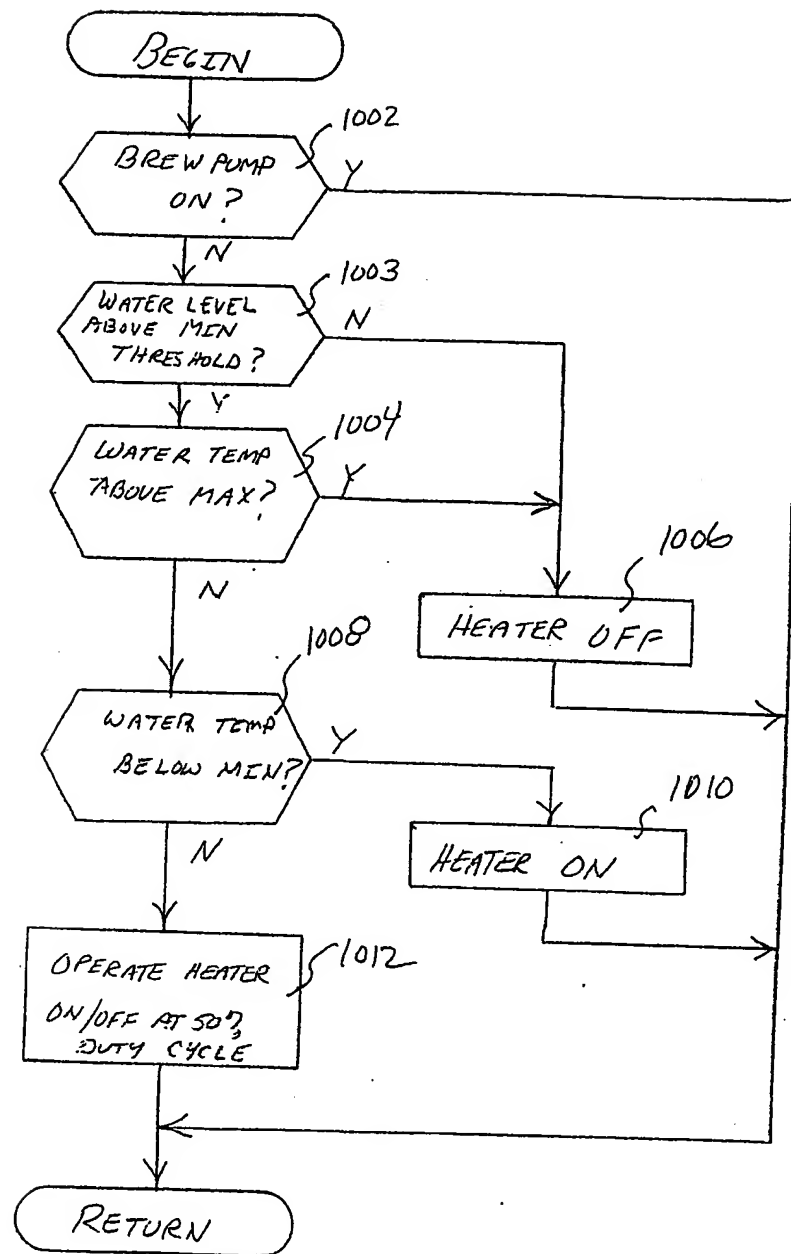 BEGIN
1002
BREW PUMP
ON?
Y
N
1003
WATER LEVEL
ABOVE MIN
THRESHOLD?
N
Y
1004
WATER TEMP
ABOVE MAX?
Y
N
1006
HEATER OFF
1008
WATER TEMP
BELOW MIN?
Y
N
1010
HEATER ON
1012
OPERATE HEATER
ON/OFF AT 50%
DUTY CYCLE
RETURN